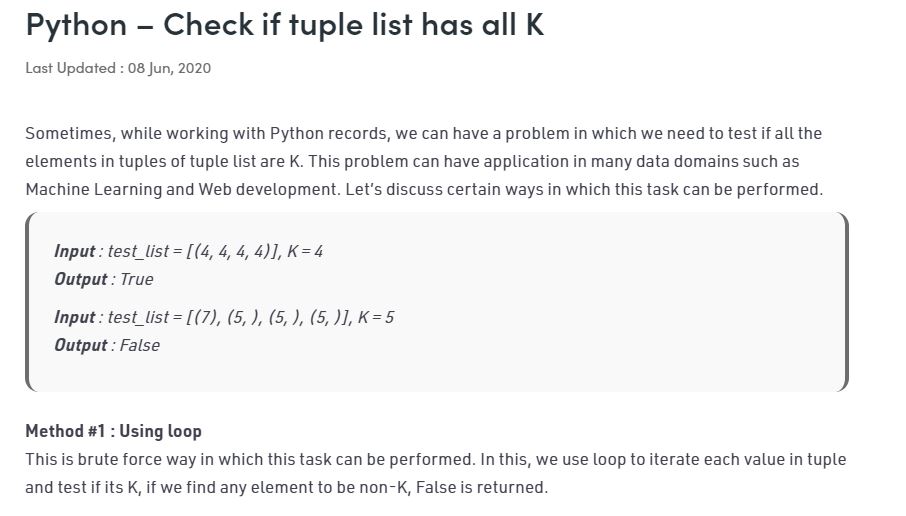 Python – Check if tuple list has all K
Last Updated : 08 Jun, 2020
Sometimes, while working with Python records, we can have a problem in which we need to test if all the
elements in tuples of tuple list are K. This problem can have application in many data domains such as
Machine Learning and Web development. Let's discuss certain ways in which this task can be performed.
Input : test_list = [(4, 4, 4, 4)], K = 4
Output : True
Input : test_list = [(7), (5, ), (5, ), (5, )], K = 5
Output : False
Method #1 : Using loop
This is brute force way in which this task can be performed. In this, we use loop to iterate each value in tuple
and test if its K, if we find any element to be non-K, False is returned.